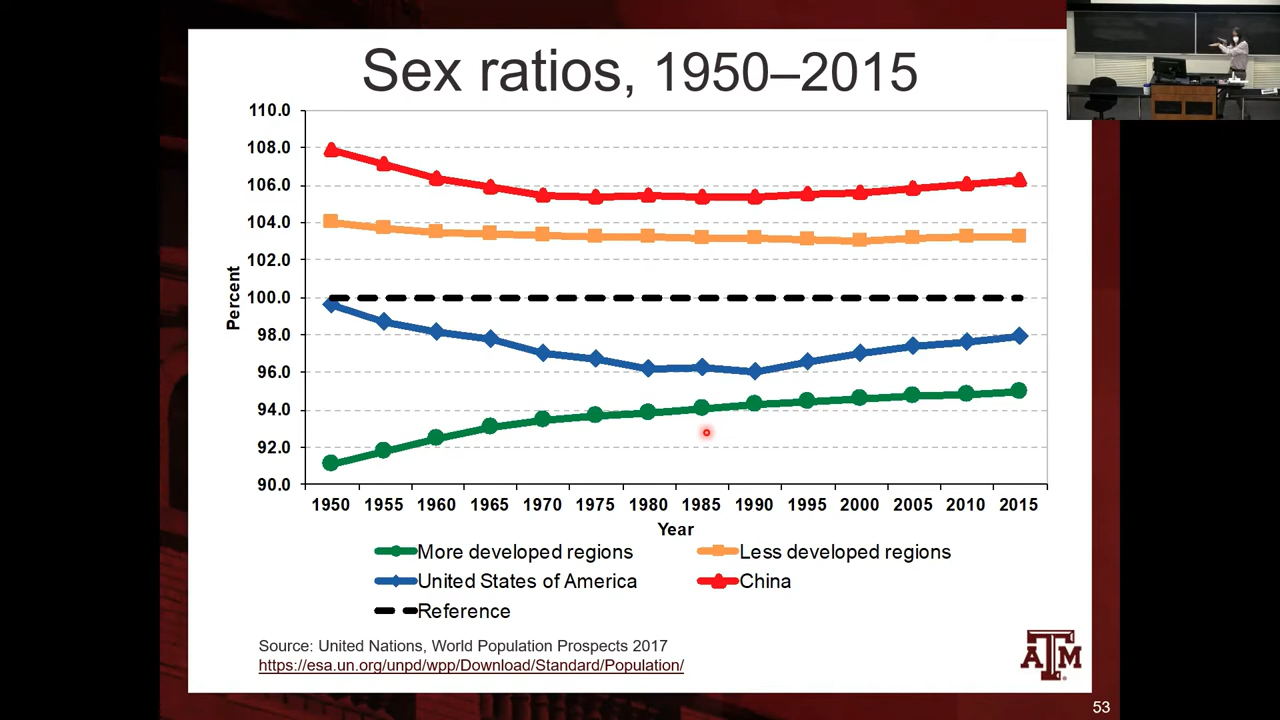 Sex ratios, 1950–2015
110.0
108.0
106.0
104.0
102.0
100.0
98.0
96.0
94.0
92.0
90.0
Percent
1950 1955 1960 1965 1970 1975 1980 1985 1990 1995 2000 2005 2010 2015
Year
More developed regions Less developed regions
United States of America China
Reference
Source: United Nations, World Population Prospects 2017
https://esa.un.org/unpd/wpp/Download/Standard/Population/
ATM
53